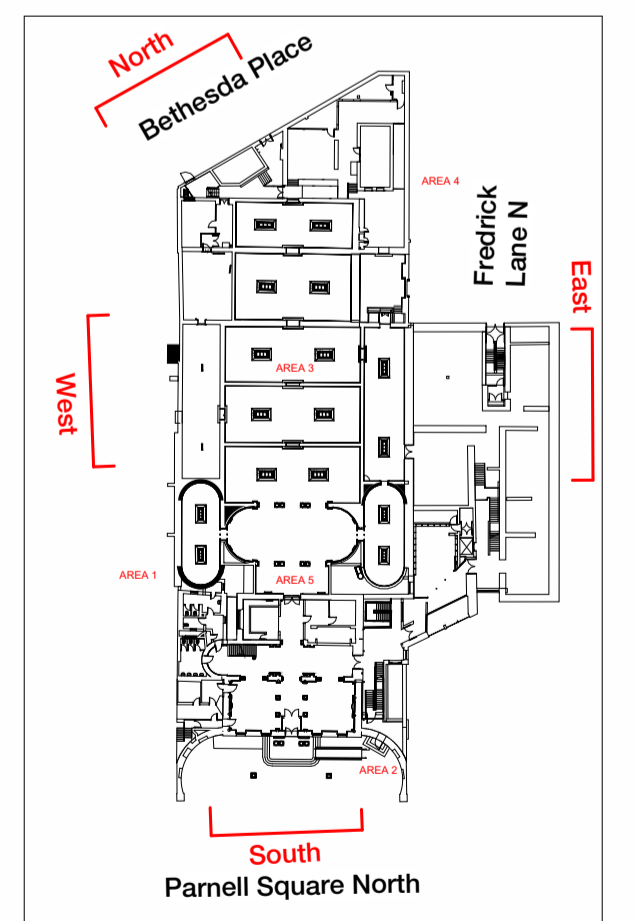 North
Bethesda Place
AREA 4
Fredrick
Lane N
East
AREA 3
West
AREA 1
AREA 5
AREA 2
South
Parnell Square North